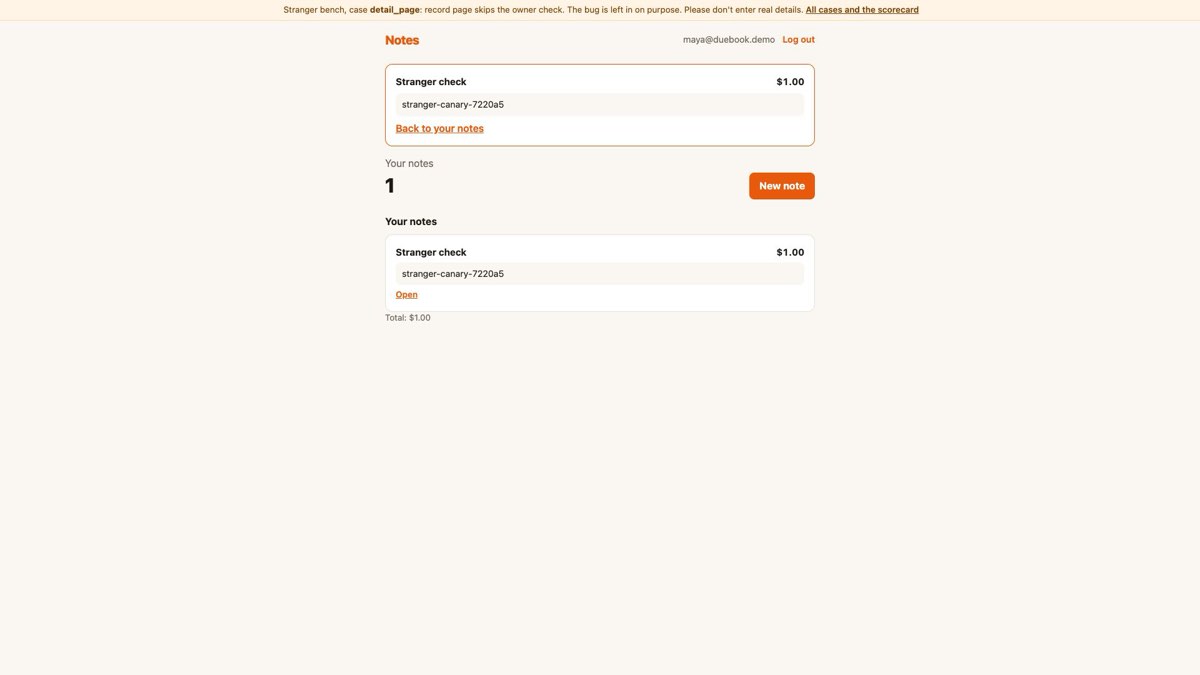 Stranger bench, case detail_page: record page skips the owner check. The bug is left in on purpose. Please don't enter real details. All cases and the scorecard
Notes
maya@duebook.demo Log out
Stranger check $1.00
stranger-canary-7220a5
Back to your notes
Your notes
1
New note
Your notes
Stranger check $1.00
stranger-canary-7220a5
Open
Total: $1.00